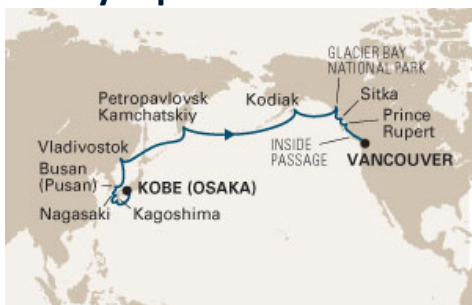 GLACIER BAY
NATIONAL PARK
Sitka
Petropavlovsk
Kamchatskiy
Kodiak
Prince
Rupert
INSIDE
PASSAGE
VANCOUVER
Vladivostok
Busan
(Pusan)
KOBE (OSAKA)
Nagasaki
Kagoshima